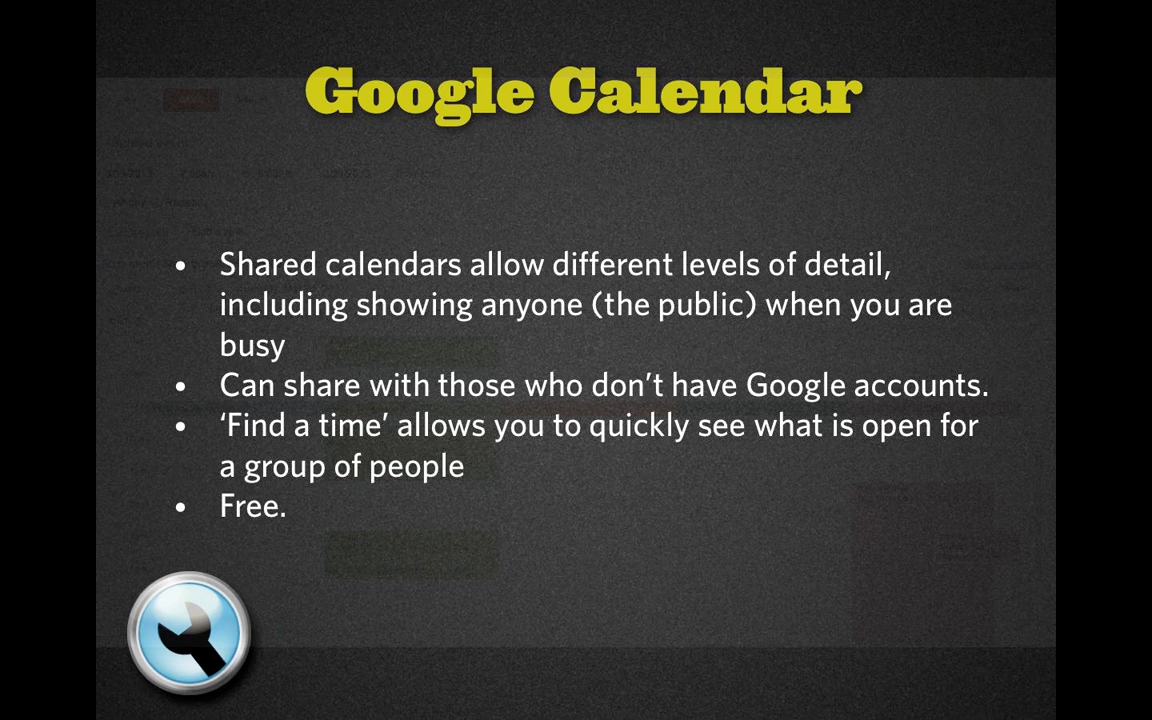 Google Calendar
• Shared calendars allow different levels of detail,
including showing anyone (the public) when you are
busy
• Can share with those who don’t have Google accounts.
• ‘Find a time’ allows you to quickly see what is open for
a group of people
• Free.